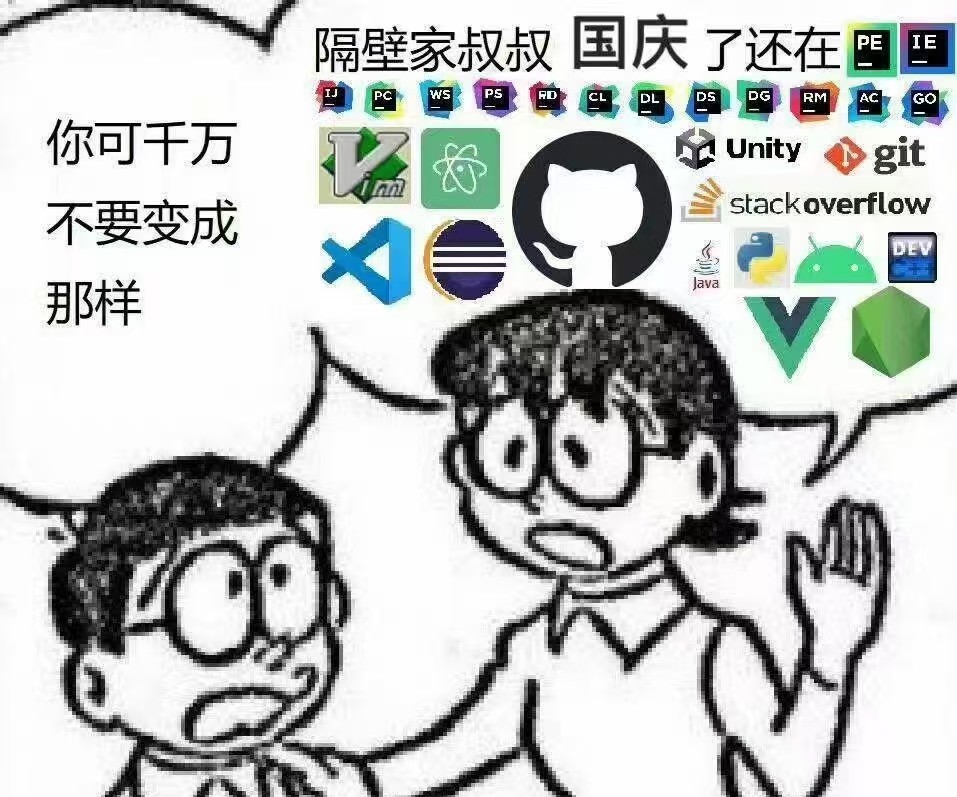 隔壁家叔叔 国庆 了还在 PE IE
IJ PC WS PS RD CL DL DS DG RM AC GO
你可千万
不要变成
那样
Vim
Unity
git
stackoverflow
Java
DEV
C++